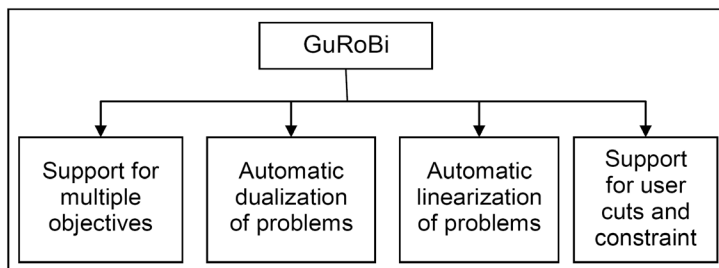 GuRoBi
Support for
multiple
objectives
Automatic
dualization
of problems
Automatic
linearization
of problems
Support
for user
cuts and
constraint